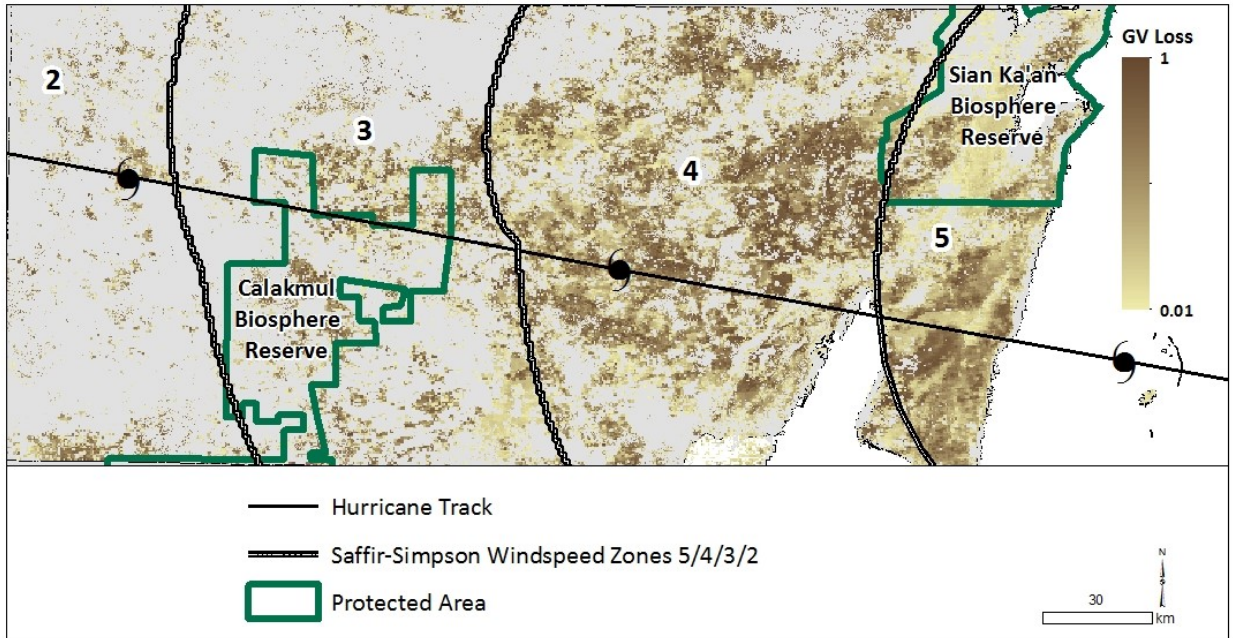 GV Loss
1
0.01
2
3
4
5
Sian Ka'an
Biosphere
Reserve
Calakmul
Biosphere
Reserve
Hurricane Track
Saffir-Simpson Windspeed Zones 5/4/3/2
Protected Area
N
30
km